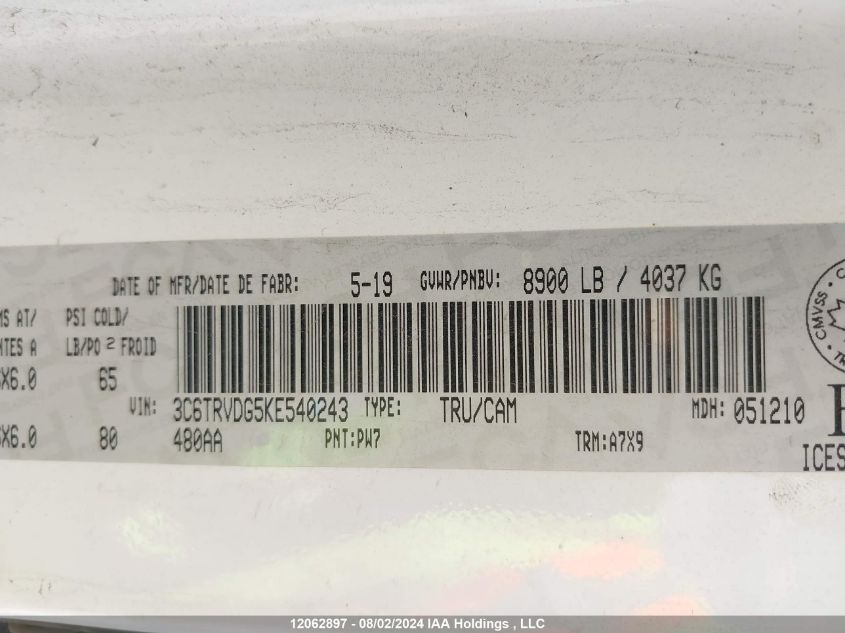 DATE OF MFR/DATE DE FABR: 5-19 GVWR/PNBV: 8900 LB / 4037 KG
MS AT/ PSI COLD/
NTES A LB/PO 2 FROID
X6.0 65
VIN: 3C6TRVDG5KE540243 TYPE: TRU/CAM MDH: 051210
X6.0 80 480AA PNT:PW7 TRM:A7X9
CMVSS
ICES
12062897 - 08/02/2024 IAA Holdings , LLC